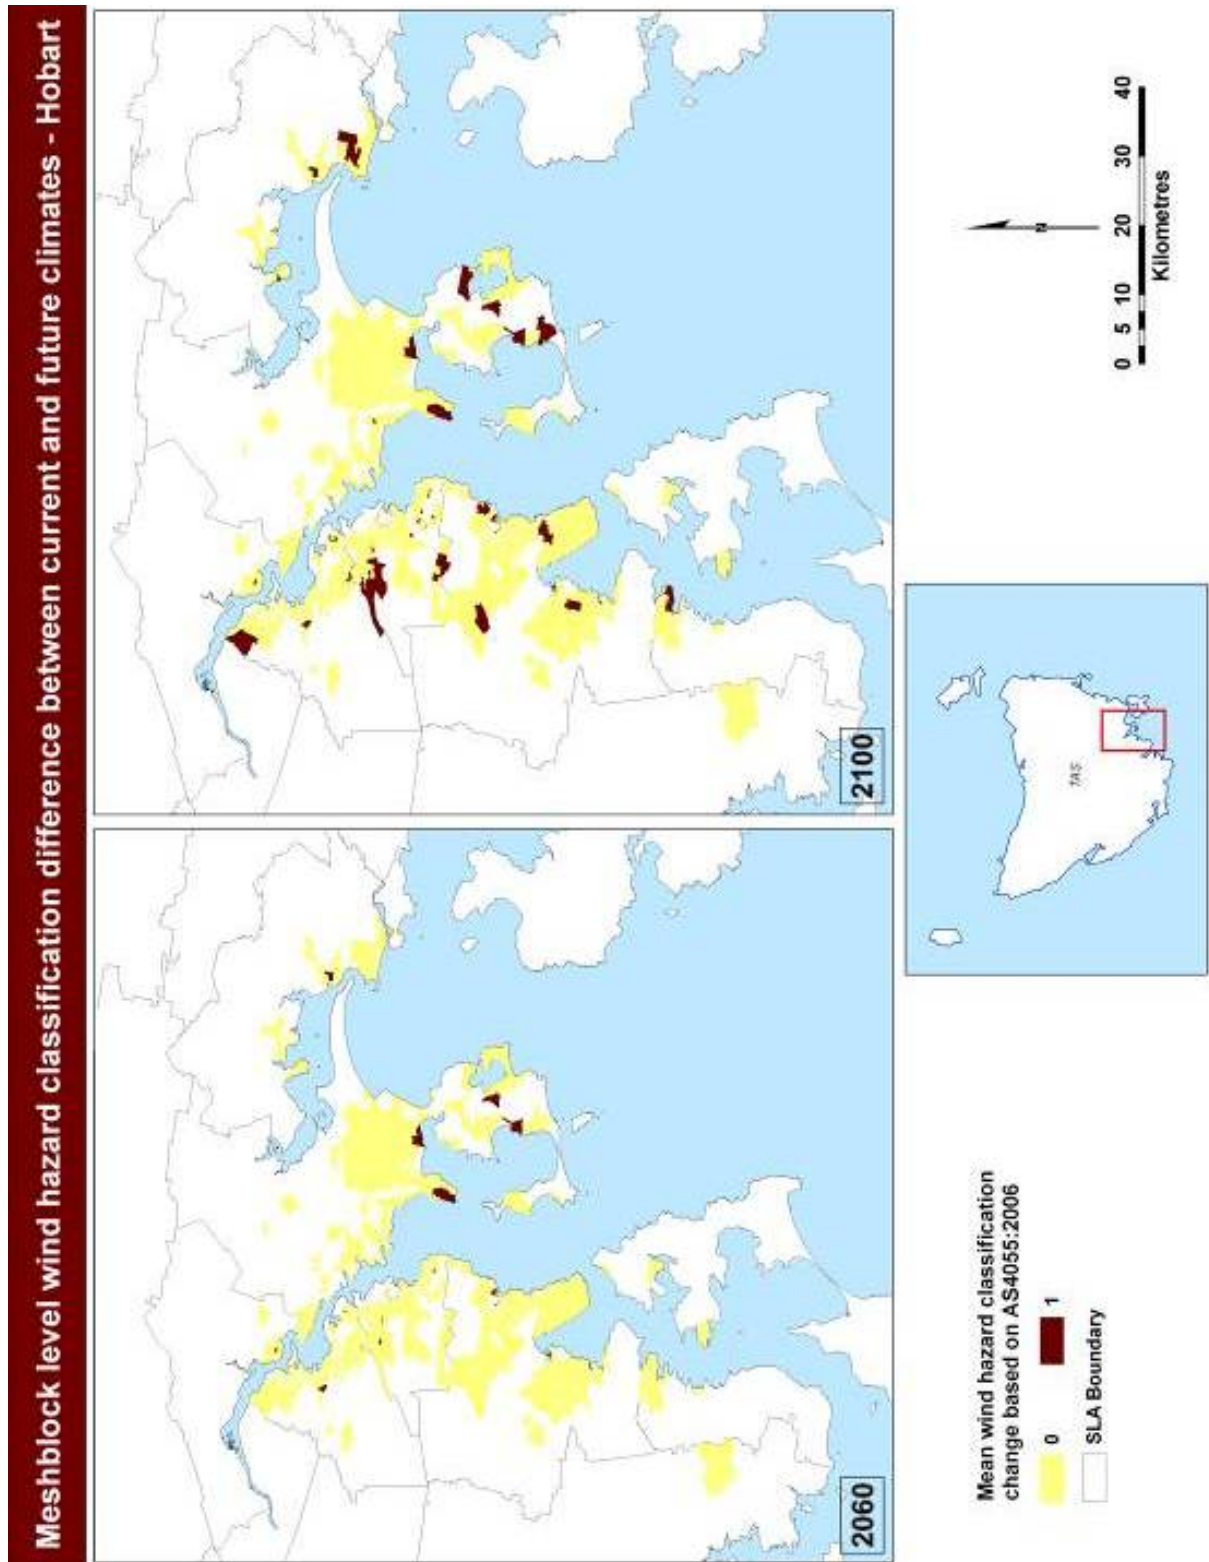 Meshblock level wind hazard classification difference between current and future climates - Hobart
2060
2100
Mean wind hazard classification
change based on AS4055:2006
0
1
SLA Boundary
TAS
N
0 5 10 20 30 40
Kilometres